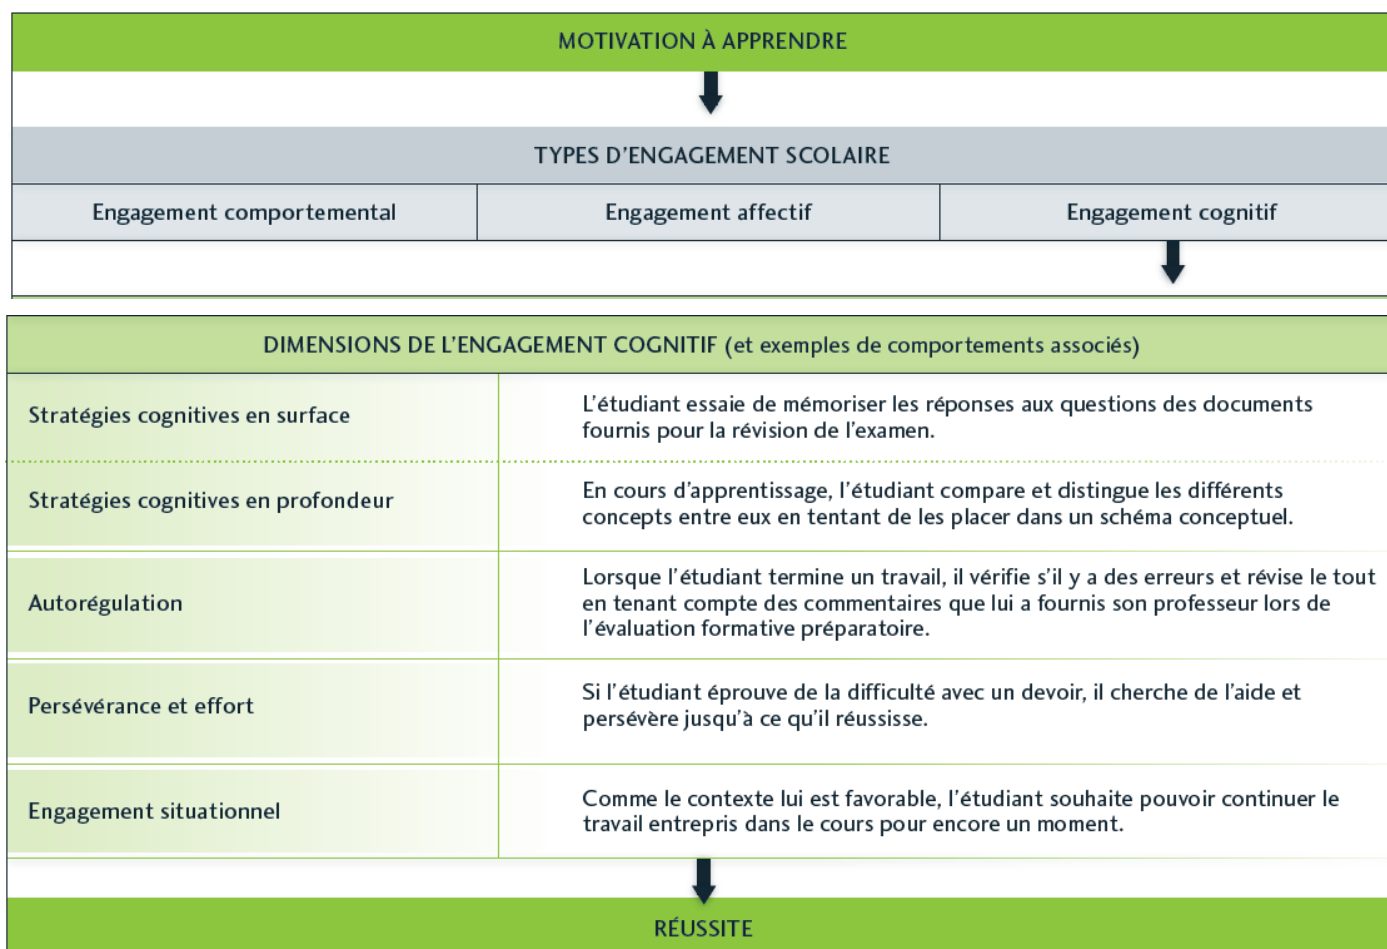 MOTIVATION À APPRENDRE
TYPES D'ENGAGEMENT SCOLAIRE
Engagement comportemental
Engagement affectif
Engagement cognitif
DIMENSIONS DE L'ENGAGEMENT COGNITIF (et exemples de comportements associés)
Stratégies cognitives en surface
L'étudiant essaie de mémoriser les réponses aux questions des documents
fournis pour la révision de l'examen.
Stratégies cognitives en profondeur
En cours d'apprentissage, l'étudiant compare et distingue les différents
concepts entre eux en tentant de les placer dans un schéma conceptuel.
Autorégulation
Lorsque l'étudiant termine un travail, il vérifie s'il y a des erreurs et révise le tout
en tenant compte des commentaires que lui a fournis son professeur lors de
l'évaluation formative préparatoire.
Persévérance et effort
Si l'étudiant éprouve de la difficulté avec un devoir, il cherche de l'aide et
persévère jusqu'à ce qu'il réussisse.
Engagement situationnel
Comme le contexte lui est favorable, l'étudiant souhaite pouvoir continuer le
travail entrepris dans le cours pour encore un moment.
RÉUSSITE